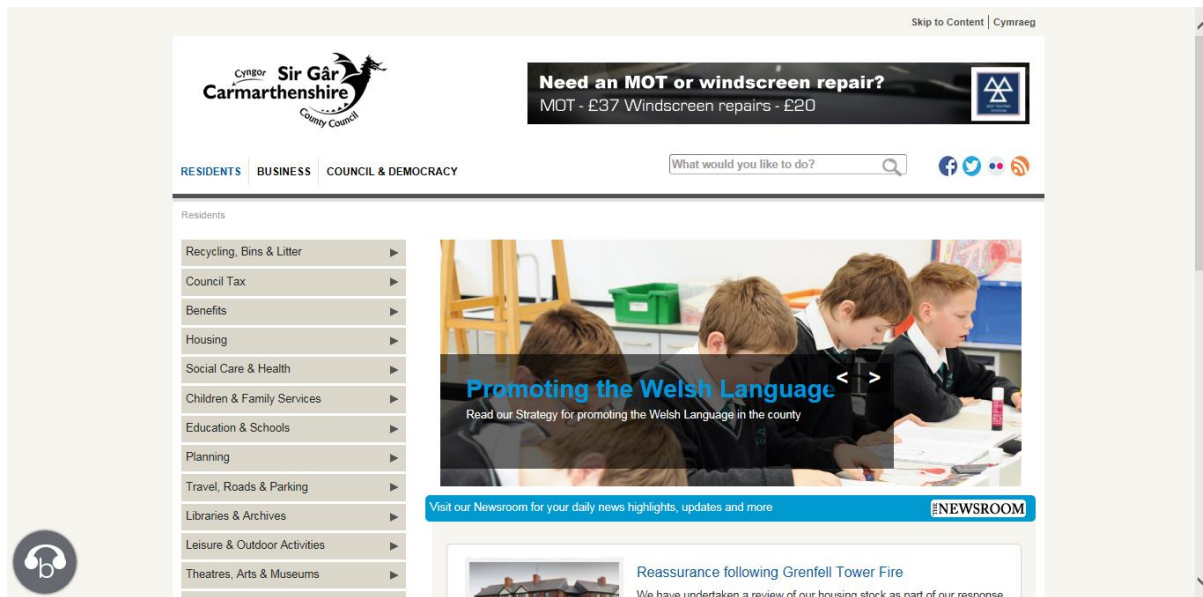 Skip to Content | Cymraeg
Cyngor Sir Gâr
Carmarthenshire
County Council
Need an MOT or windscreen repair?
MOT - £37 Windscreen repairs - £20
RESIDENTS BUSINESS COUNCIL & DEMOCRACY
What would you like to do?
Residents
Recycling, Bins & Litter
Council Tax
Benefits
Housing
Social Care & Health
Children & Family Services
Education & Schools
Planning
Travel, Roads & Parking
Libraries & Archives
Leisure & Outdoor Activities
Theatres, Arts & Museums
Promoting the Welsh Language
< >
Read our Strategy for promoting the Welsh Language in the county
Visit our Newsroom for your daily news highlights, updates and more
THE NEWSROOM
Reassurance following Grenfell Tower Fire
We have undertaken a review of our housing stock as part of our response
b